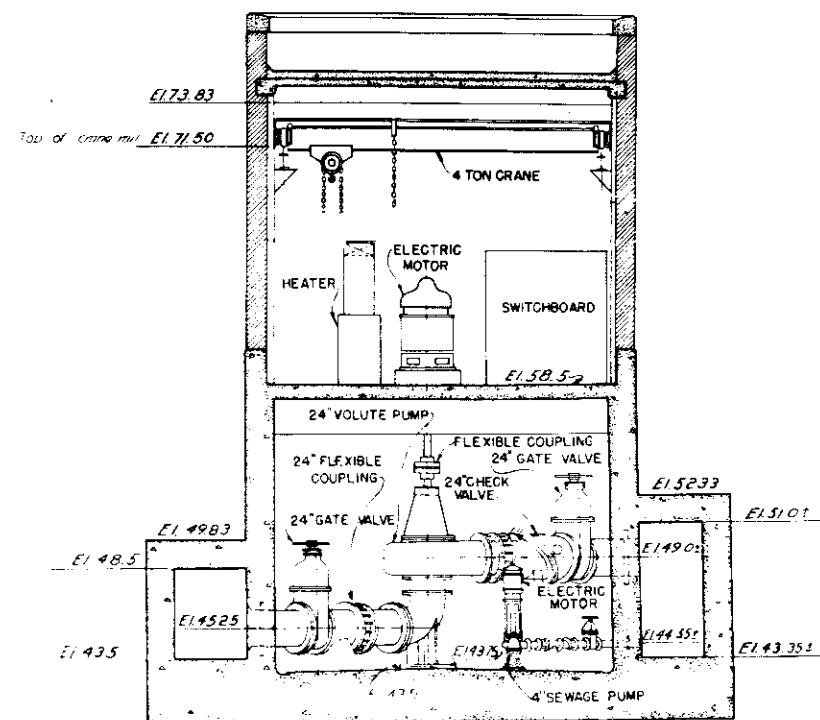 El.73.83
Top of crane rail El.71.50
4 TON CRANE
ELECTRIC
MOTOR
HEATER
SWITCHBOARD
El.58.5
24" VOLUTE PUMP
FLEXIBLE COUPLING
24" GATE VALVE
24" FLEXIBLE
COUPLING
24" CHECK
VALVE
El.52.33
El.51.0±
24" GATE VALVE
El.49.83
El.48.5
El.49.0±
ELECTRIC
MOTOR
El.45.25
El.44.35±
El.43.5
El.43.75
El.43.35±
4" SEWAGE PUMP